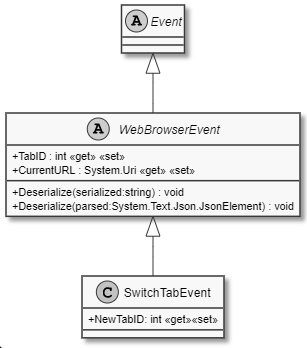 A Event
A WebBrowserEvent
+TabID : int «get» «set»
+CurrentURL : System.Uri «get» «set»
+Deserialize(serialized:string) : void
+Deserialize(parsed:System.Text.Json.JsonElement) : void
C SwitchTabEvent
+NewTabID: int «get»«set»